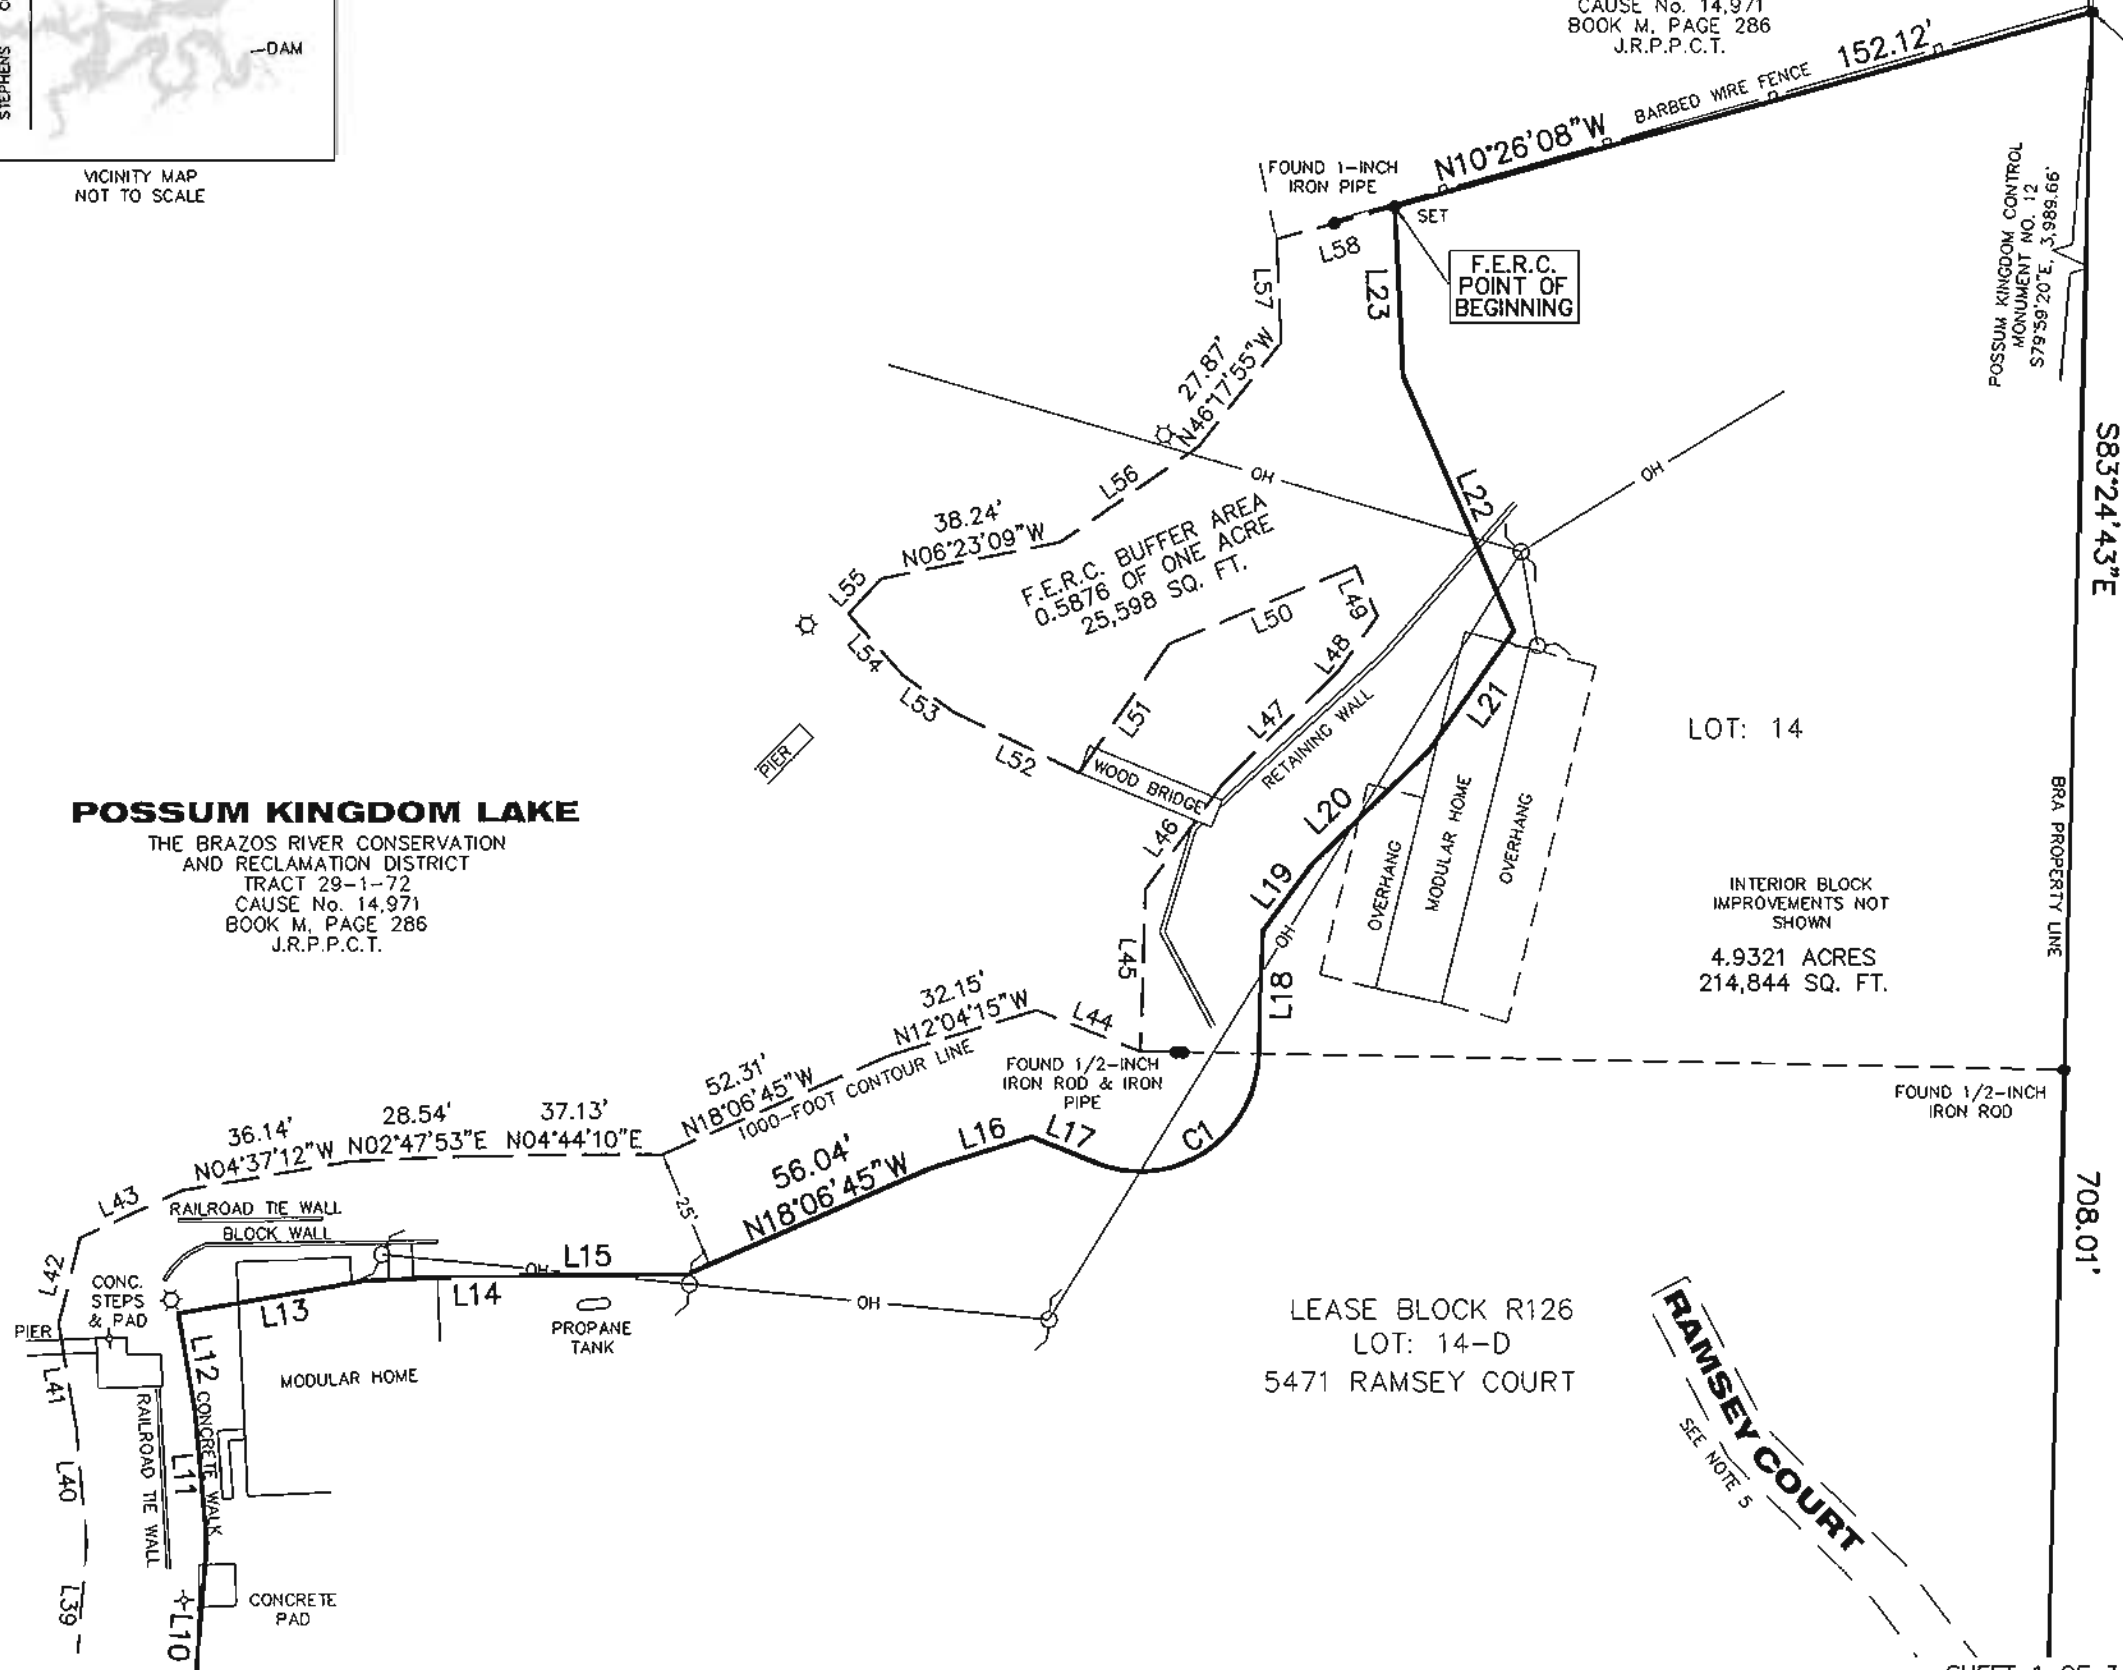 STEPHENS
DAM
VICINITY MAP
NOT TO SCALE
CAUSE No. 14,971
BOOK M, PAGE 286
J.R.P.P.C.T.
N10°26'08"W
BARBED WIRE FENCE
152.12'
FOUND 1-INCH
IRON PIPE
SET
L58
F.E.R.C.
POINT OF
BEGINNING
L57
L23
POSSUM KINGDOM CONTROL
MONUMENT NO. 12
S79°59'20"E, 3,989.66'
27.87'
N46°17'55"W
OH
OH
L22
S83°24'43"E
L56
38.24'
N06°23'09"W
F.E.R.C. BUFFER AREA
0.5876 OF ONE ACRE
25,598 SQ. FT.
L55
L54
L53
L52
L51
L50
L49
L48
L47
RETAINING WALL
WOOD BRIDGE
L46
L45
L21
L20
L19
L18
OH
PIER
OVERHANG
MODULAR HOME
OVERHANG
LOT: 14
BRA PROPERTY LINE
INTERIOR BLOCK
IMPROVEMENTS NOT
SHOWN
4.9321 ACRES
214,844 SQ. FT.
POSSUM KINGDOM LAKE
THE BRAZOS RIVER CONSERVATION
AND RECLAMATION DISTRICT
TRACT 29-1-72
CAUSE No. 14,971
BOOK M, PAGE 286
J.R.P.P.C.T.
32.15'
N12°04'15"W
L44
52.31'
N18°06'45"W
1000-FOOT CONTOUR LINE
FOUND 1/2-INCH
IRON ROD & IRON
PIPE
FOUND 1/2-INCH
IRON ROD
36.14'
N04°37'12"W
28.54'
N02°47'53"E
37.13'
N04°44'10"E
L16
L17
C1
56.04'
N18°06'45"W
25'
708.01'
L43
RAILROAD TIE WALL
BLOCK WALL
L42
CONC.
STEPS
& PAD
PIER
L41
OH
L15
L14
L13
OH
PROPANE
TANK
L12
MODULAR HOME
CONCRETE WALK
RAILROAD TIE WALL
L11
L40
L39
L10
CONCRETE
PAD
LEASE BLOCK R126
LOT: 14-D
5471 RAMSEY COURT
RAMSEY COURT
SEE NOTE 5